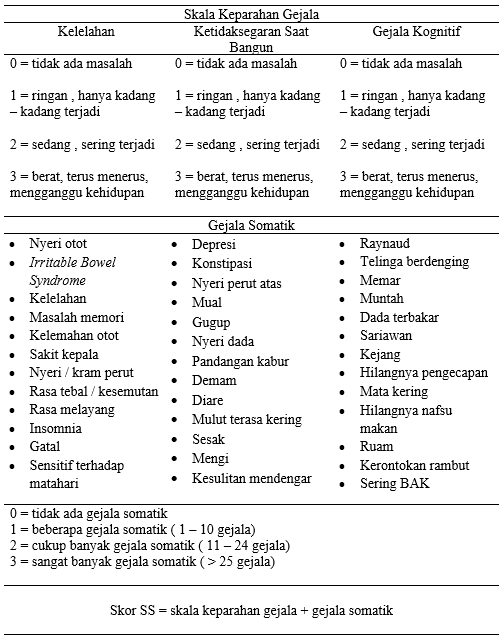 Skala Keparahan Gejala
Kelelahan
Ketidaksegaran Saat
Bangun
Gejala Kognitif
0 = tidak ada masalah
1 = ringan , hanya kadang
– kadang terjadi
2 = sedang , sering terjadi
3 = berat, terus menerus,
mengganggu kehidupan
0 = tidak ada masalah
1 = ringan , hanya kadang
– kadang terjadi
2 = sedang , sering terjadi
3 = berat, terus menerus,
mengganggu kehidupan
0 = tidak ada masalah
1 = ringan , hanya kadang
– kadang terjadi
2 = sedang , sering terjadi
3 = berat, terus menerus,
mengganggu kehidupan
Gejala Somatik
• Nyeri otot
• Irritable Bowel
Syndrome
• Kelelahan
• Masalah memori
• Kelemahan otot
• Sakit kepala
• Nyeri / kram perut
• Rasa tebal / kesemutan
• Rasa melayang
• Insomnia
• Gatal
• Sensitif terhadap
matahari
• Depresi
• Konstipasi
• Nyeri perut atas
• Mual
• Gugup
• Nyeri dada
• Pandangan kabur
• Demam
• Diare
• Mulut terasa kering
• Sesak
• Mengi
• Kesulitan mendengar
• Raynaud
• Telinga berdenging
• Memar
• Muntah
• Dada terbakar
• Sariawan
• Kejang
• Hilangnya pengecapan
• Mata kering
• Hilangnya nafsu
makan
• Ruam
• Kerontokan rambut
• Sering BAK
0 = tidak ada gejala somatik
1 = beberapa gejala somatik ( 1 – 10 gejala)
2 = cukup banyak gejala somatik ( 11 – 24 gejala)
3 = sangat banyak gejala somatik ( > 25 gejala)
Skor SS = skala keparahan gejala + gejala somatik